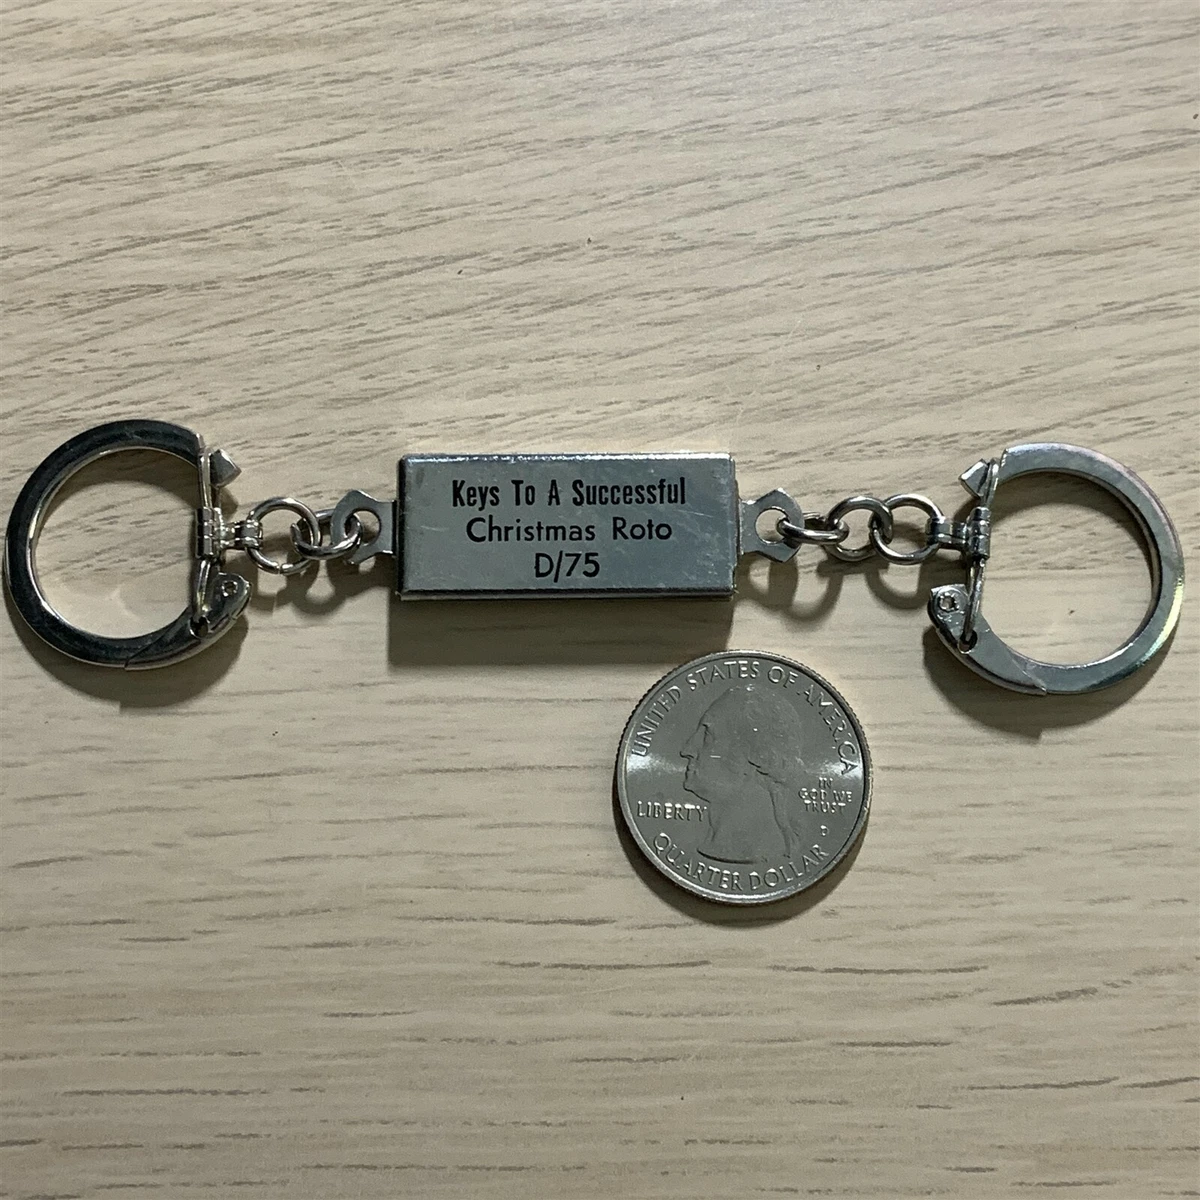 Keys To A Successful
Christmas Roto
D/75
UNITED STATES OF AMERICA
LIBERTY
IN
GOD WE
TRUST
D
QUARTER DOLLAR